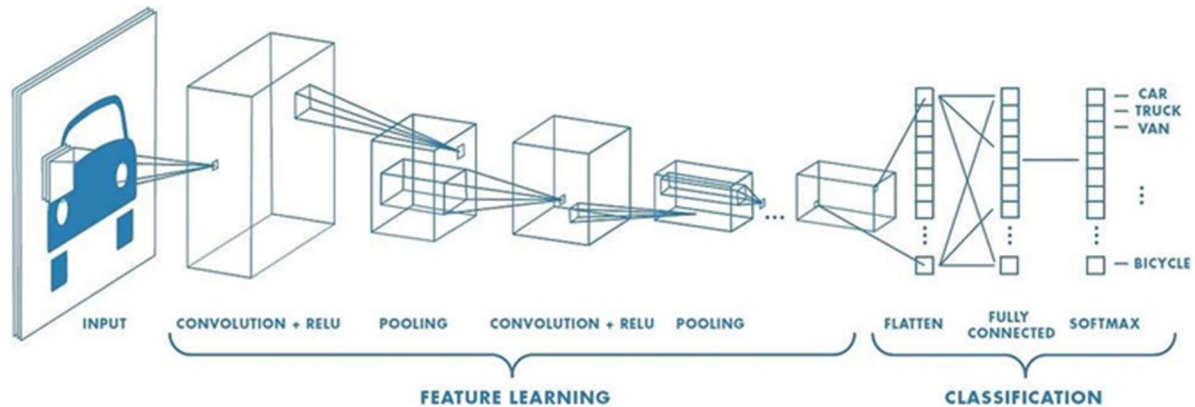 CAR
TRUCK
VAN
BICYCLE
INPUT
CONVOLUTION + RELU
POOLING
CONVOLUTION + RELU
POOLING
FLATTEN
FULLY
CONNECTED
SOFTMAX
FEATURE LEARNING
CLASSIFICATION